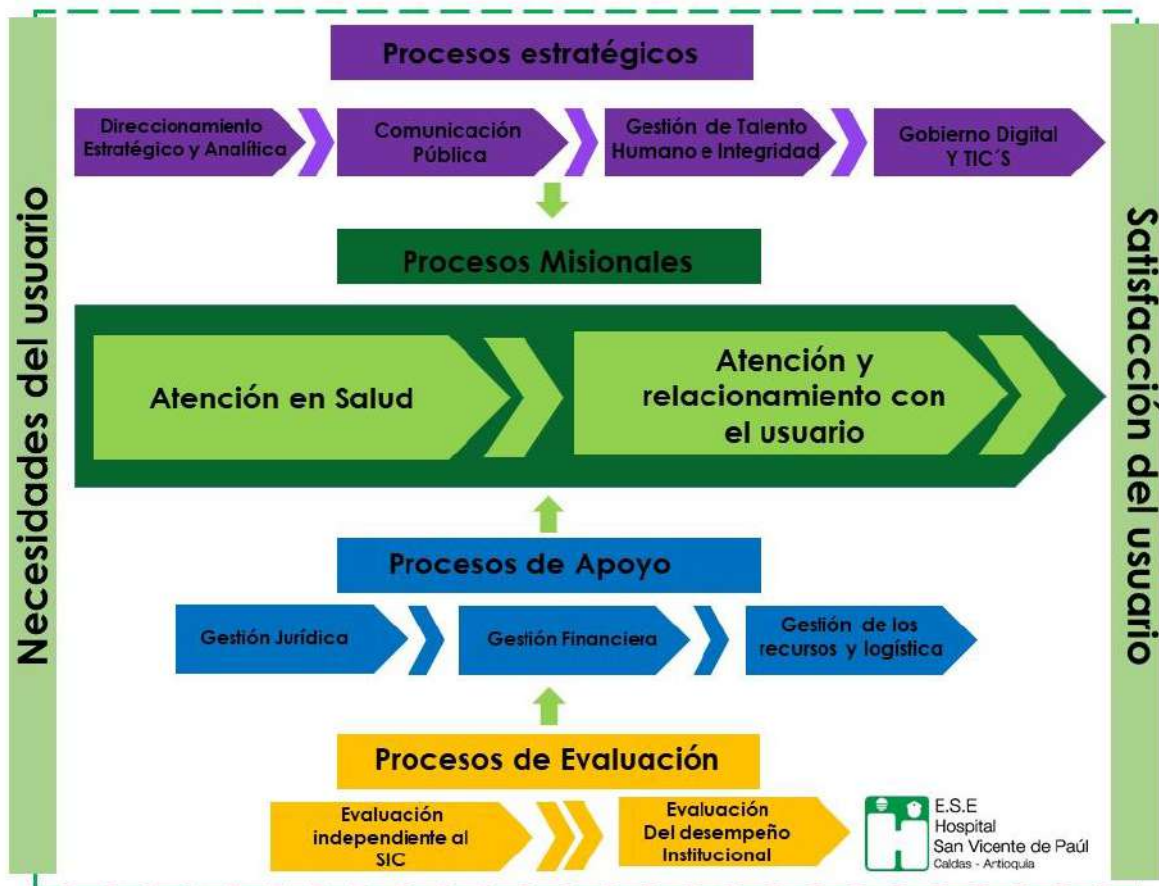 Necesidades del usuario
Procesos estratégicos
Direccionamiento
Estratégico y Analítica
Comunicación
Pública
Gestión de Talento
Humano e Integridad
Gobierno Digital
Y TIC´S
Procesos Misionales
Atención en Salud
Atención y
relacionamiento con
el usuario
Procesos de Apoyo
Gestión Jurídica
Gestión Financiera
Gestión de los
recursos y logística
Procesos de Evaluación
Evaluación
independiente al
SIC
Evaluación
Del desempeño
Institucional
E.S.E
Hospital
San Vicente de Paúl
Caldas - Antioquia
Satisfacción del usuario